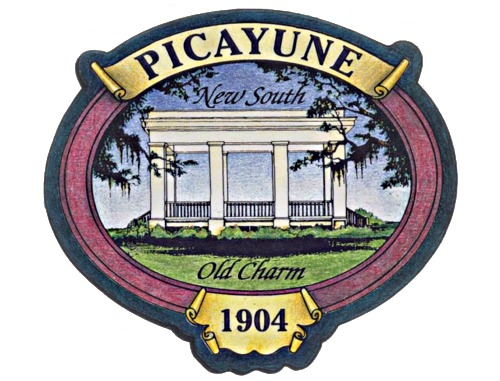 PICAYUNE
New South
Old Charm
1904